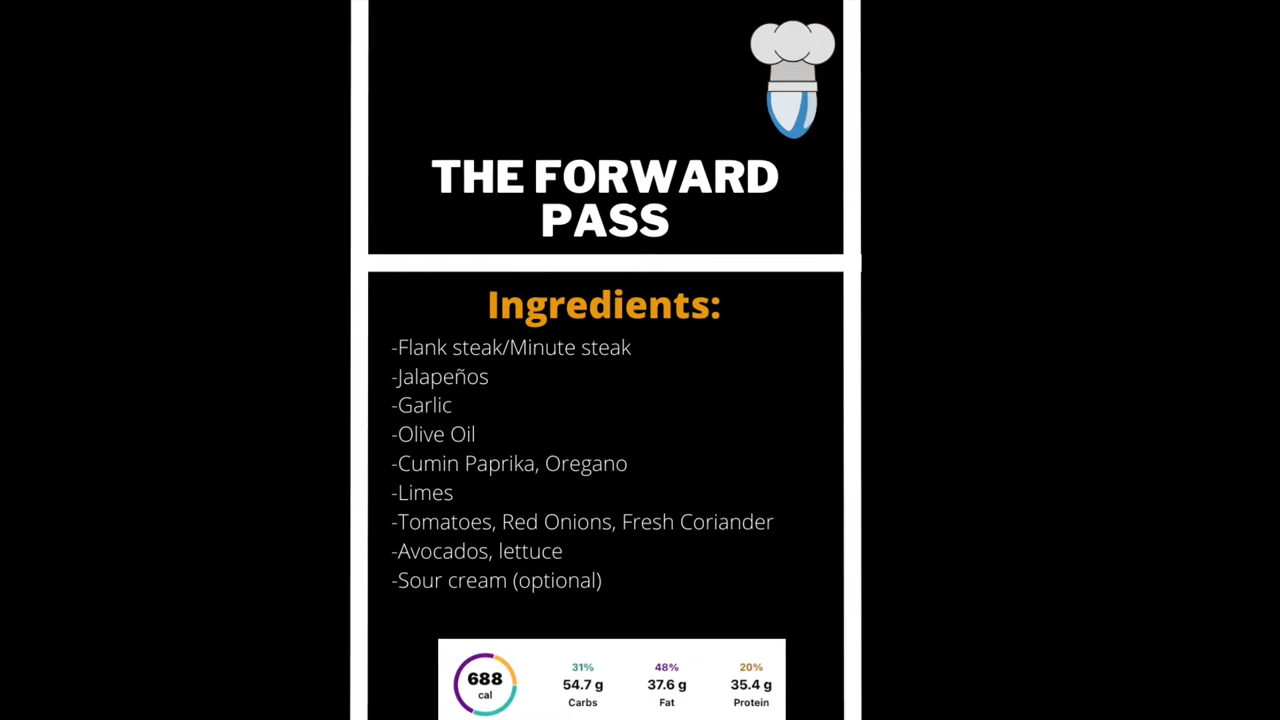 THE FORWARD
PASS
Ingredients:
-Flank steak/Minute steak
-Jalapeños
-Garlic
-Olive Oil
-Cumin Paprika, Oregano
-Limes
-Tomatoes, Red Onions, Fresh Coriander
-Avocados, lettuce
-Sour cream (optional)
688
cal
31% 48% 20%
54.7 g 37.6 g 35.4 g
Carbs Fat Protein